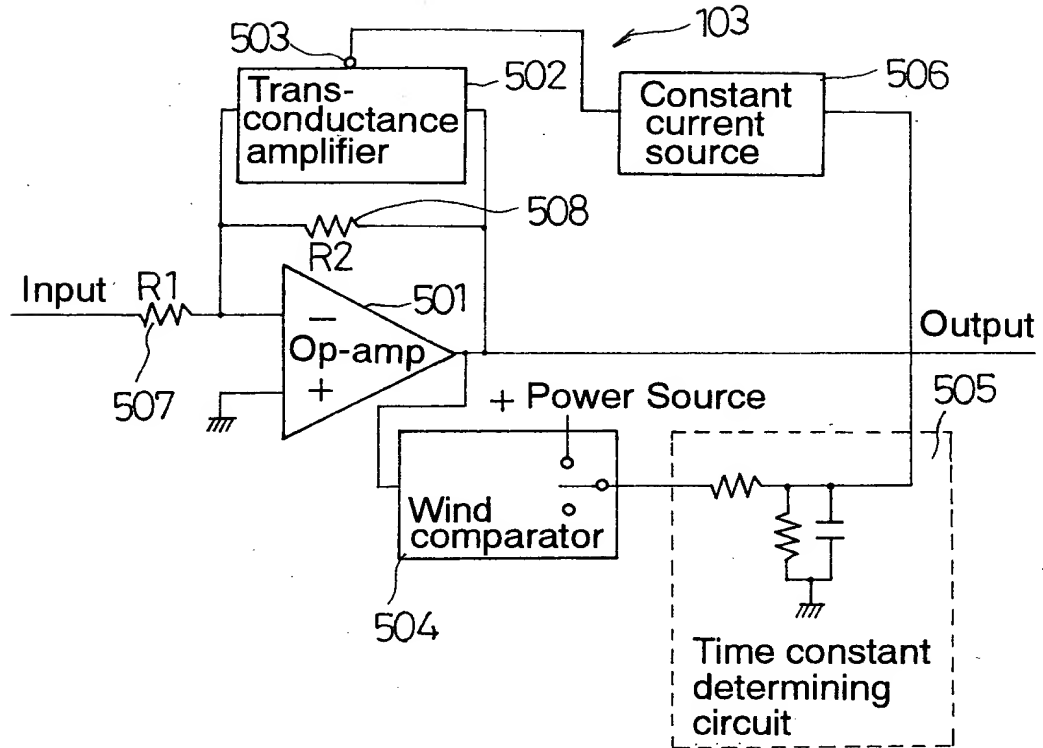 503
103
502
506
Trans-
conductance
amplifier
Constant
current
source
508
R2
Input
R1
501
−
Op-amp
+
Output
507
+ Power Source
505
Wind
comparator
504
Time constant
determining
circuit